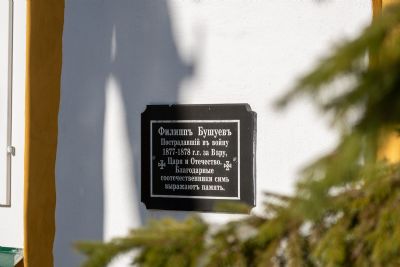 Филиппъ Бушуевъ
Пострадавшій въ войну
1877-1878 г.г. за Вѣру,
Царя и Отечество.
Благодарные
соотечественники симъ
выражаютъ память.